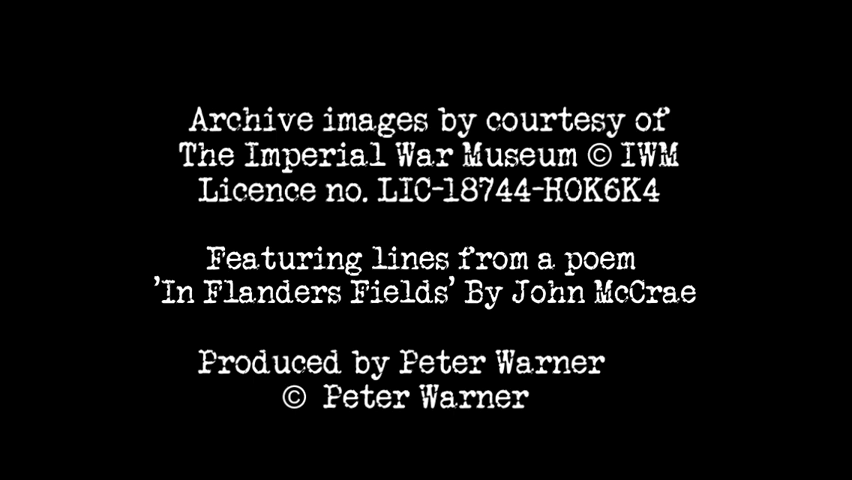 Archive images by courtesy of
The Imperial War Museum © IWM
Licence no. LIC-18744-HOK6K4
Featuring lines from a poem
'In Flanders Fields' By John McCrae
Produced by Peter Warner
© Peter Warner